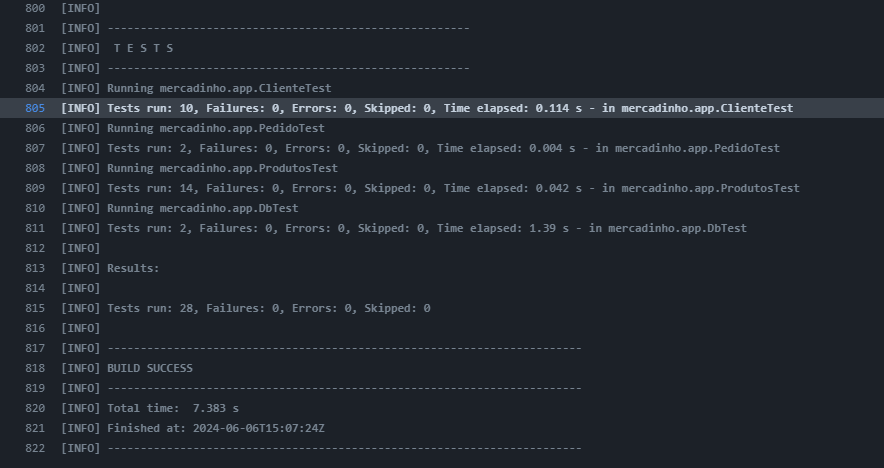 800 [INFO]
801 [INFO] -------------------------------------------------------
802 [INFO]  T E S T S
803 [INFO] -------------------------------------------------------
804 [INFO] Running mercadinho.app.ClienteTest
805 [INFO] Tests run: 10, Failures: 0, Errors: 0, Skipped: 0, Time elapsed: 0.114 s - in mercadinho.app.ClienteTest
806 [INFO] Running mercadinho.app.PedidoTest
807 [INFO] Tests run: 2, Failures: 0, Errors: 0, Skipped: 0, Time elapsed: 0.004 s - in mercadinho.app.PedidoTest
808 [INFO] Running mercadinho.app.ProdutosTest
809 [INFO] Tests run: 14, Failures: 0, Errors: 0, Skipped: 0, Time elapsed: 0.042 s - in mercadinho.app.ProdutosTest
810 [INFO] Running mercadinho.app.DbTest
811 [INFO] Tests run: 2, Failures: 0, Errors: 0, Skipped: 0, Time elapsed: 1.39 s - in mercadinho.app.DbTest
812 [INFO]
813 [INFO] Results:
814 [INFO]
815 [INFO] Tests run: 28, Failures: 0, Errors: 0, Skipped: 0
816 [INFO]
817 [INFO] ------------------------------------------------------------------------
818 [INFO] BUILD SUCCESS
819 [INFO] ------------------------------------------------------------------------
820 [INFO] Total time:  7.383 s
821 [INFO] Finished at: 2024-06-06T15:07:24Z
822 [INFO] ------------------------------------------------------------------------